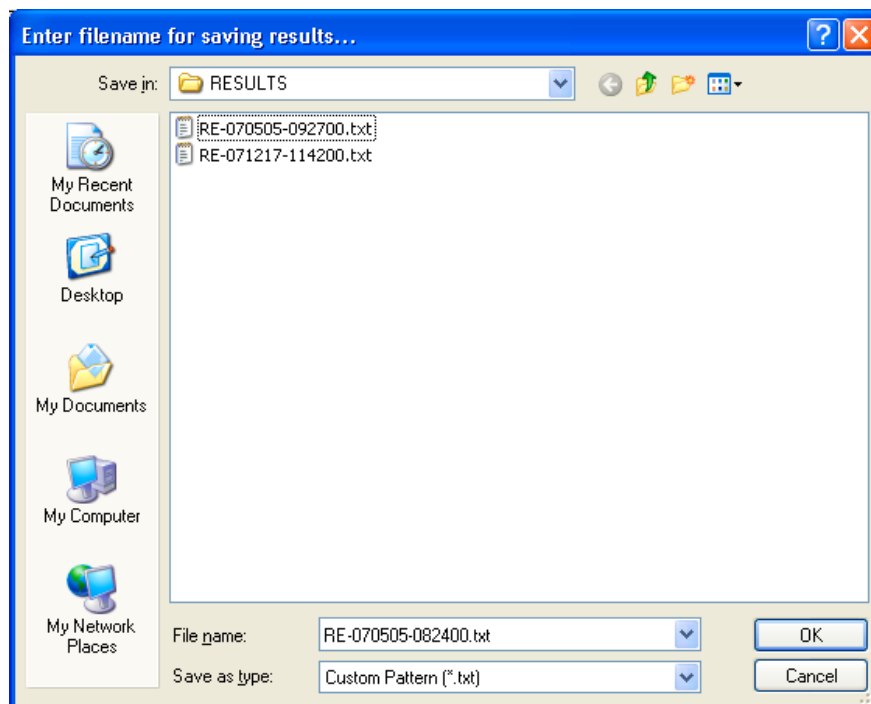 Enter filename for saving results...
Save in: RESULTS
RE-070505-092700.txt
RE-071217-114200.txt
My Recent
Documents
Desktop
My Documents
My Computer
My Network
Places
File name: RE-070505-082400.txt OK
Save as type: Custom Pattern (*.txt) Cancel